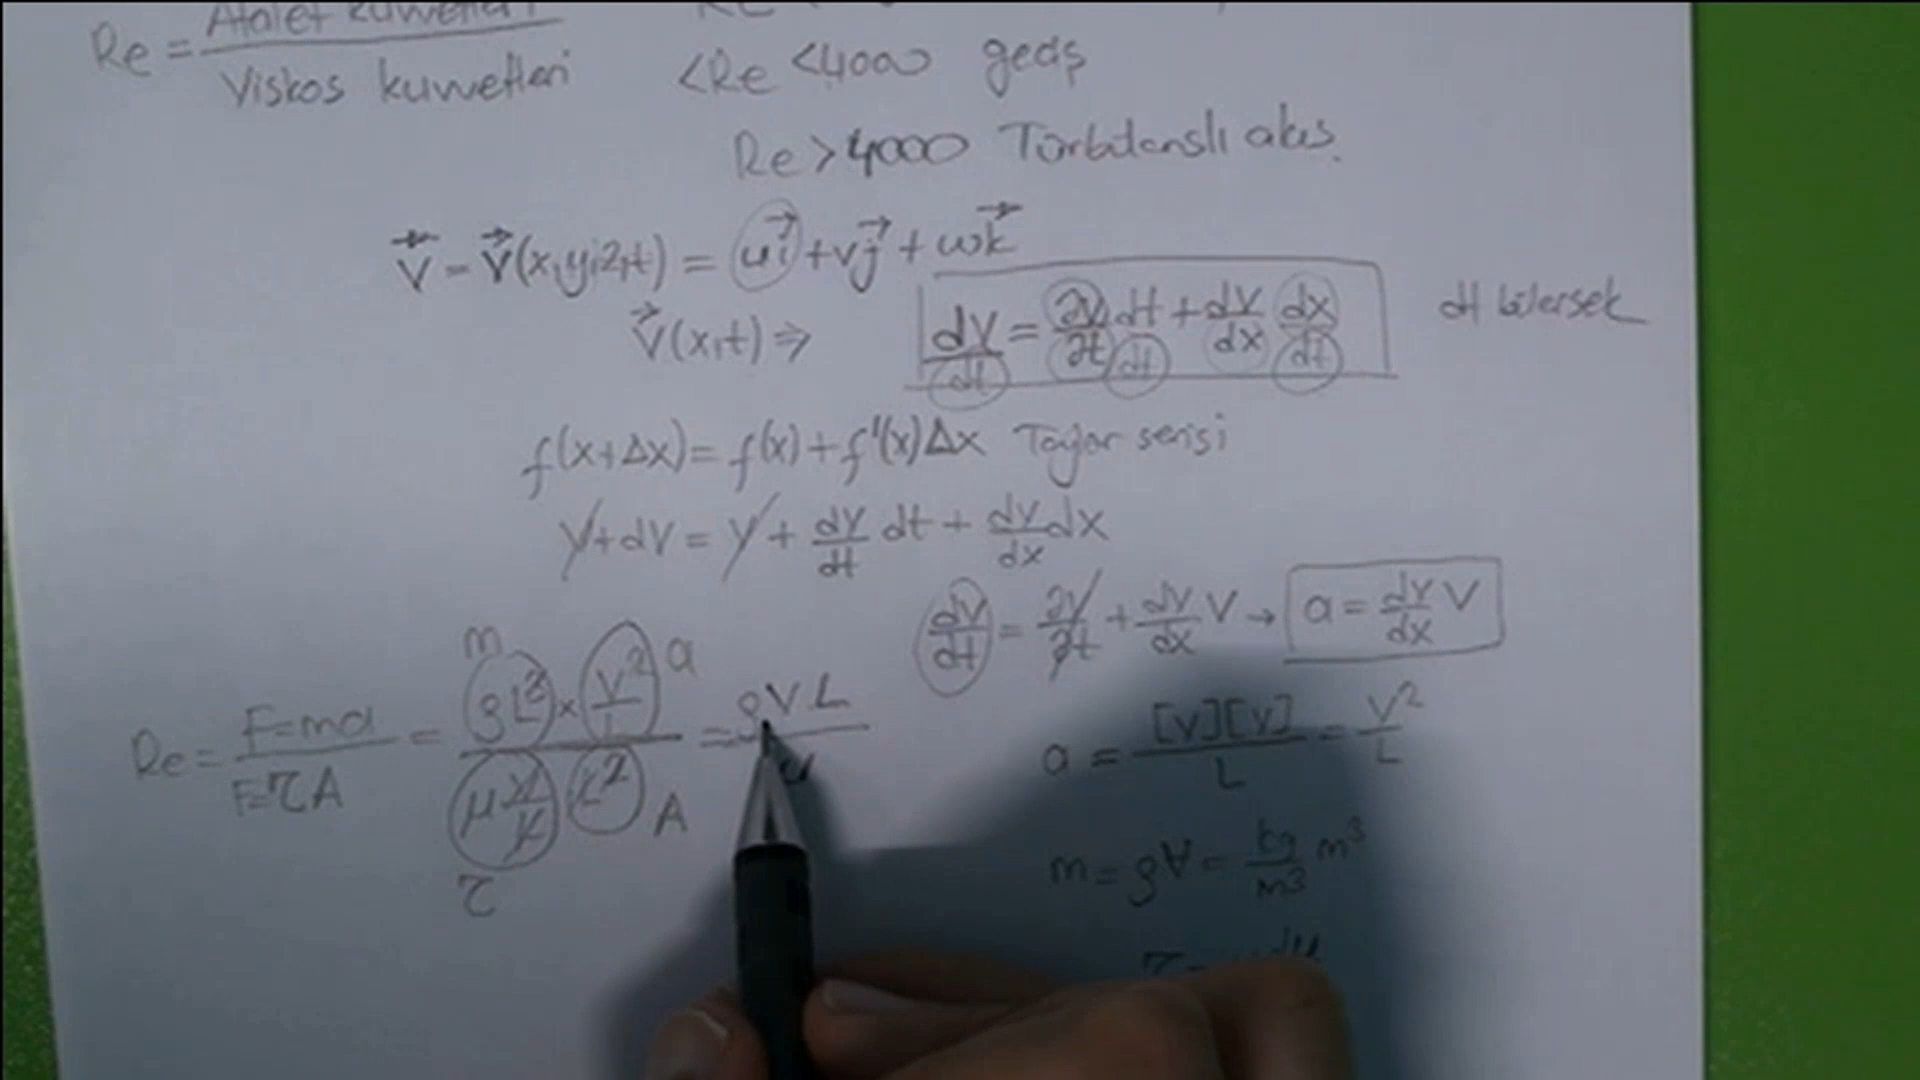 Re = Atalet kuvvetleri / Viskos kuvvetleri
<Re <4000 geçiş
Re >4000 Türbülanslı akış.
V⃗ = V⃗(x,y,z,t) = ui⃗ + vj⃗ + wk⃗
V⃗(x,t) ⇒ dV/dt = ∂V/∂t dt/dt + dV/dx dx/dt dt bölersek
f(x+Δx) = f(x) + f'(x)Δx Taylor serisi
V + dV = V + dV/dt dt + dV/dx dx
dV/dt = ∂V/∂t + dV/dx V → a = dV/dx V
Re = F=ma / F=τA = m ρL³ x V²/L a / μ V/L L² A = ρVL / μ
τ
a = [V][V] / L = V² / L
m = ρV = kg/m³ m³